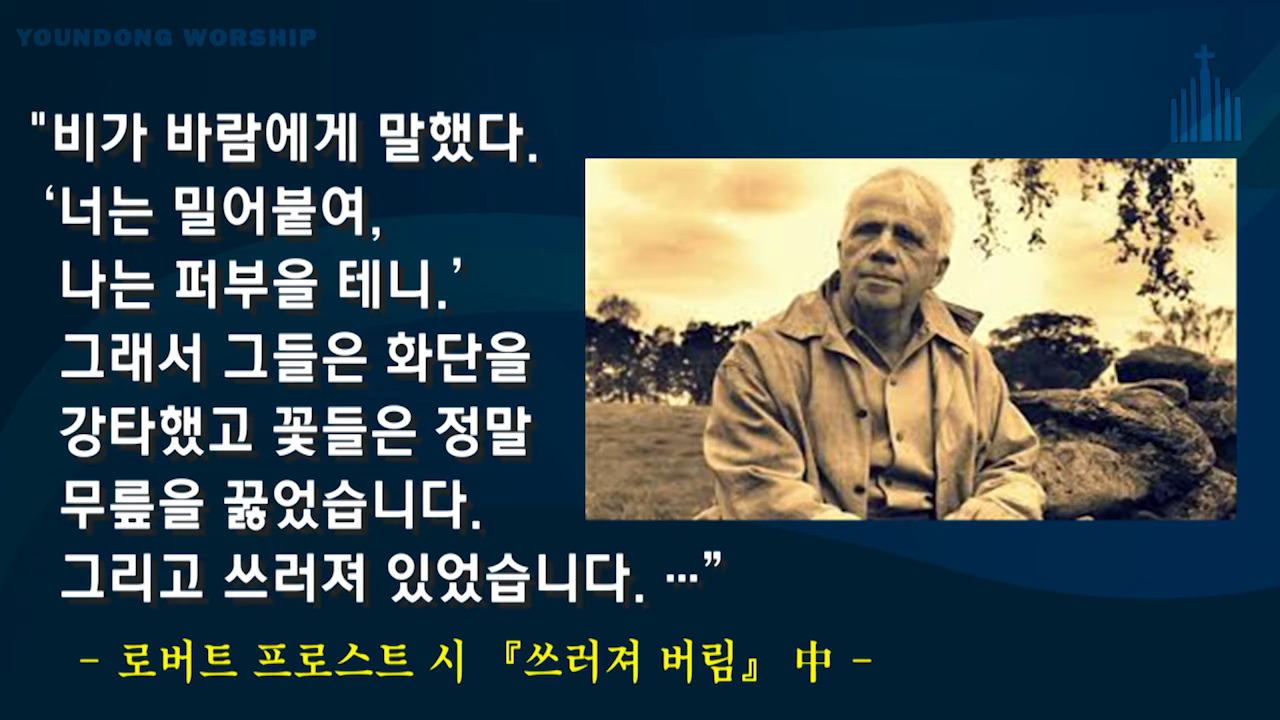 YOUNDONG WORSHIP
"비가 바람에게 말했다.
‘너는 밀어붙여,
나는 퍼부을 테니.’
그래서 그들은 화단을
강타했고 꽃들은 정말
무릎을 꿇었습니다.
그리고 쓰러져 있었습니다. …”
- 로버트 프로스트 시 『쓰러져 버림』 中 -